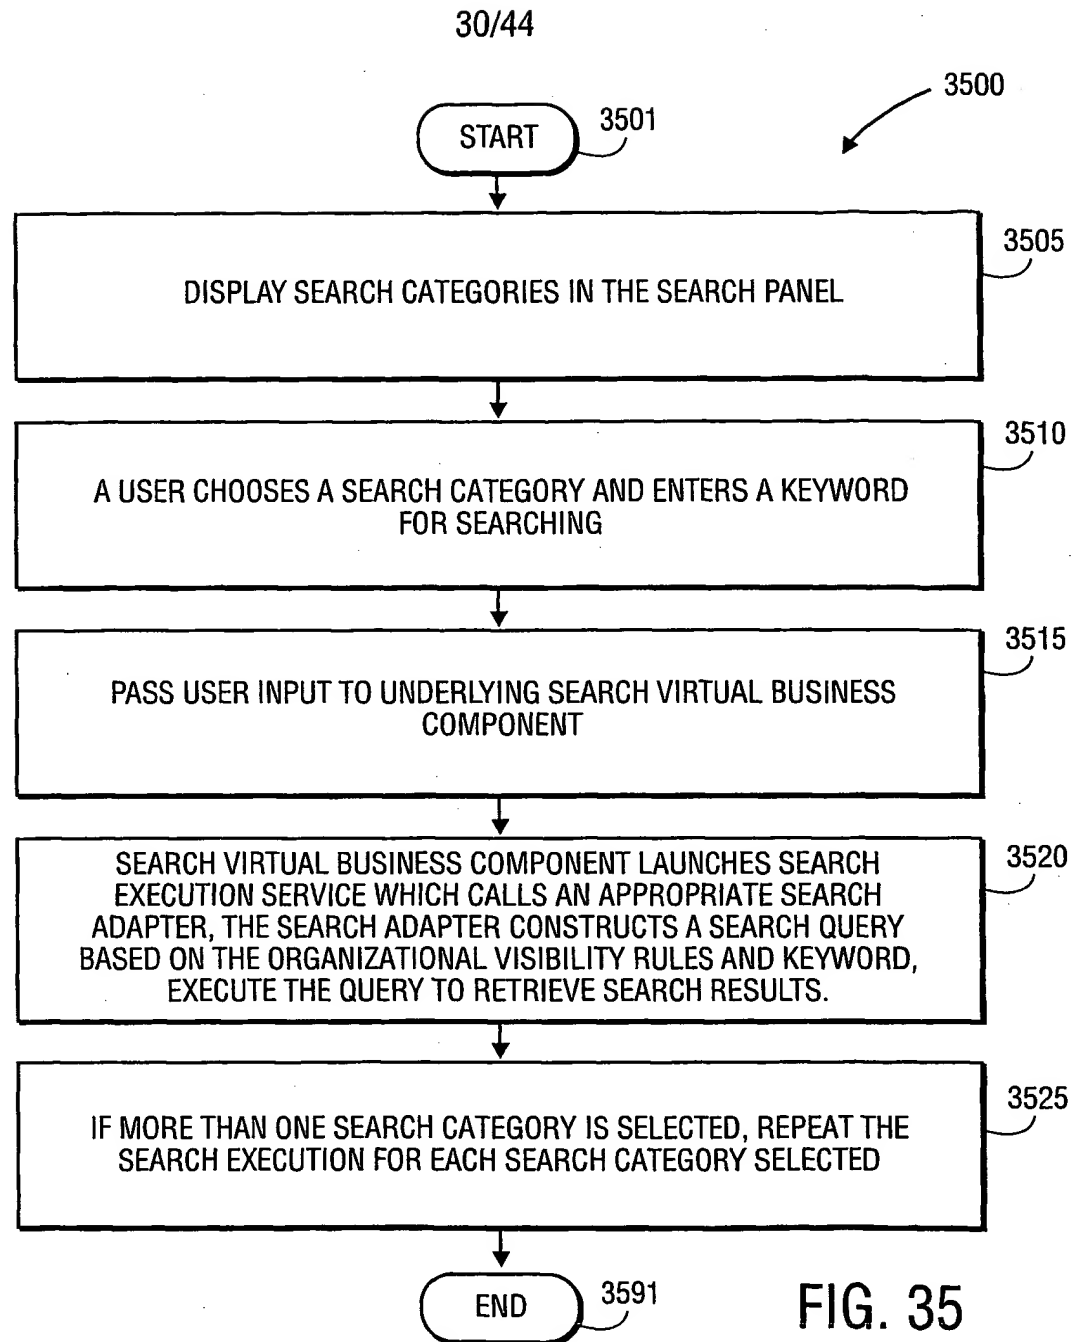 30/44
3500
START
3501
DISPLAY SEARCH CATEGORIES IN THE SEARCH PANEL
3505
A USER CHOOSES A SEARCH CATEGORY AND ENTERS A KEYWORD
FOR SEARCHING
3510
PASS USER INPUT TO UNDERLYING SEARCH VIRTUAL BUSINESS
COMPONENT
3515
SEARCH VIRTUAL BUSINESS COMPONENT LAUNCHES SEARCH
EXECUTION SERVICE WHICH CALLS AN APPROPRIATE SEARCH
ADAPTER, THE SEARCH ADAPTER CONSTRUCTS A SEARCH QUERY
BASED ON THE ORGANIZATIONAL VISIBILITY RULES AND KEYWORD,
EXECUTE THE QUERY TO RETRIEVE SEARCH RESULTS.
3520
IF MORE THAN ONE SEARCH CATEGORY IS SELECTED, REPEAT THE
SEARCH EXECUTION FOR EACH SEARCH CATEGORY SELECTED
3525
END
3591
FIG. 35